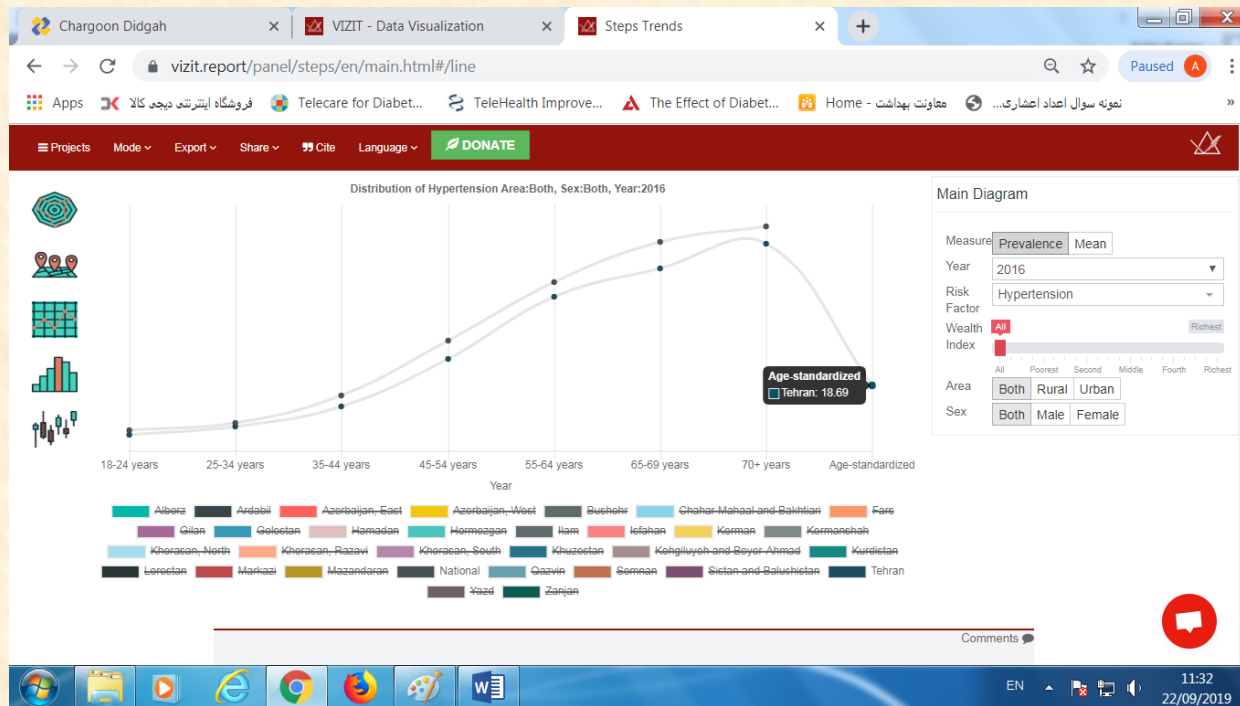 Chargoon Didgah × VIZIT - Data Visualization × Steps Trends × +
vizit.report/panel/steps/en/main.html#/line Paused A
Apps فروشگاه اینترنتی دیجی کالا Telecare for Diabet... TeleHealth Improve... The Effect of Diabet... معاونت بهداشت - Home نمونه سوال اعداد اعشاری... »
Projects Mode Export Share Cite Language DONATE
Distribution of Hypertension Area:Both, Sex:Both, Year:2016
Age-standardized
Tehran: 18.69
18-24 years 25-34 years 35-44 years 45-54 years 55-64 years 65-69 years 70+ years Age-standardized
Year
Alborz Ardabil Azerbaijan, East Azerbaijan, West Bushehr Chahar Mahaal and Bakhtiari Fars
Gilan Golestan Hamadan Hormozgan Ilam Isfahan Kerman Kermanshah
Khorasan, North Khorasan, Razavi Khorasan, South Khuzestan Kohgiluyeh and Boyer-Ahmad Kurdistan
Lorestan Markazi Mazandaran National Qazvin Semnan Sistan and Baluchistan Tehran
Yazd Zanjan
Main Diagram
Measure Prevalence Mean
Year 2016
Risk Factor Hypertension
Wealth Index All Richest
All Poorest Second Middle Fourth Richest
Area Both Rural Urban
Sex Both Male Female
Comments
EN 11:32
22/09/2019